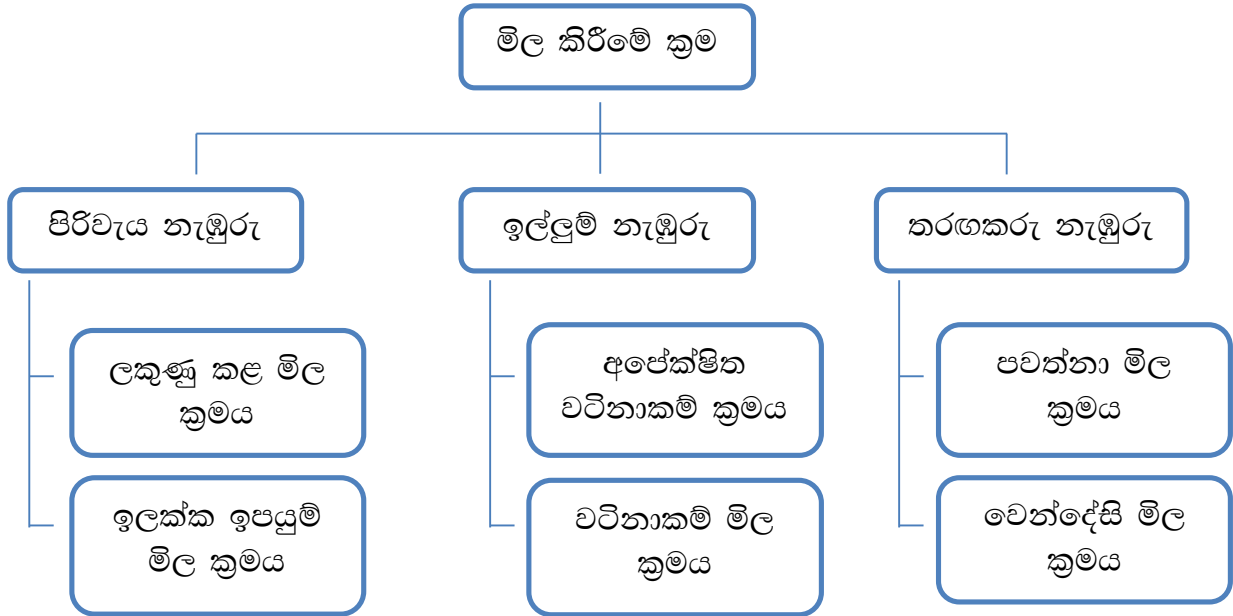 මිල කිරීමේ ක්‍රම
පිරිවැය නැඹුරු
ඉල්ලුම් නැඹුරු
තරඟකරු නැඹුරු
ලකුණු කළ මිල
ක්‍රමය
අපේක්ෂිත
වටිනාකම් ක්‍රමය
පවත්නා මිල
ක්‍රමය
ඉලක්ක ඉපයුම්
මිල ක්‍රමය
වටිනාකම් මිල
ක්‍රමය
වෙන්දේසි මිල
ක්‍රමය